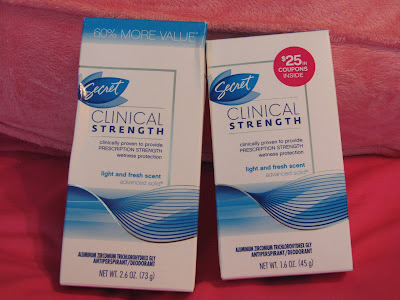 60% MORE VALUE*
Secret
CLINICAL
STRENGTH
clinically proven to provide
PRESCRIPTION STRENGTH
wetness protection
light and fresh scent
advanced solid*
ALUMINUM ZIRCONIUM TRICHLOROHYDREX GLY
ANTIPERSPIRANT/DEODORANT
NET WT. 2.6 OZ. (73 g)
$25 in
COUPONS
INSIDE
Secret
CLINICAL
STRENGTH
clinically proven to provide
PRESCRIPTION STRENGTH
wetness protection
light and fresh scent
advanced solid*
ALUMINUM ZIRCONIUM TRICHLOROHYDREX GLY
ANTIPERSPIRANT/DEODORANT
NET WT. 1.6 OZ. (45 g)